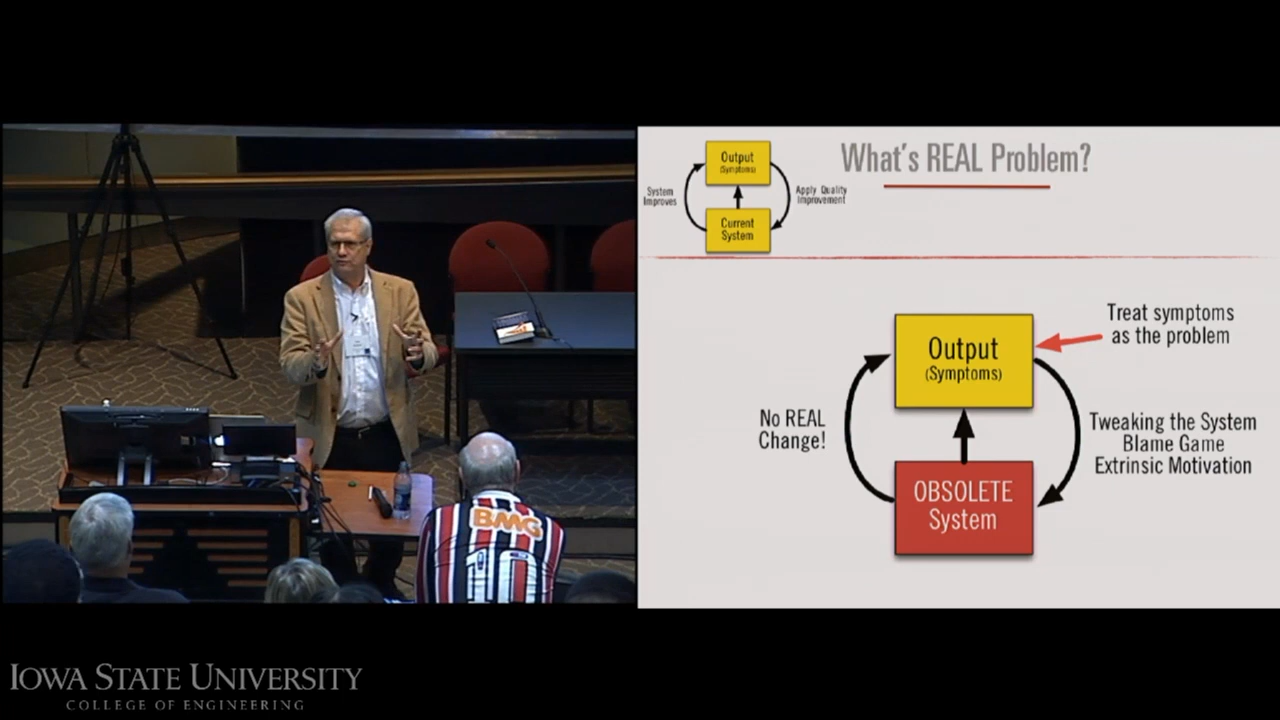 What's REAL Problem?
Output
(Symptoms)
System
Improves
Apply Quality
Improvement
Current
System
Treat symptoms
as the problem
Output
(Symptoms)
No REAL
Change!
Tweaking the System
Blame Game
Extrinsic Motivation
OBSOLETE
System
BMG
IOWA STATE UNIVERSITY
COLLEGE OF ENGINEERING